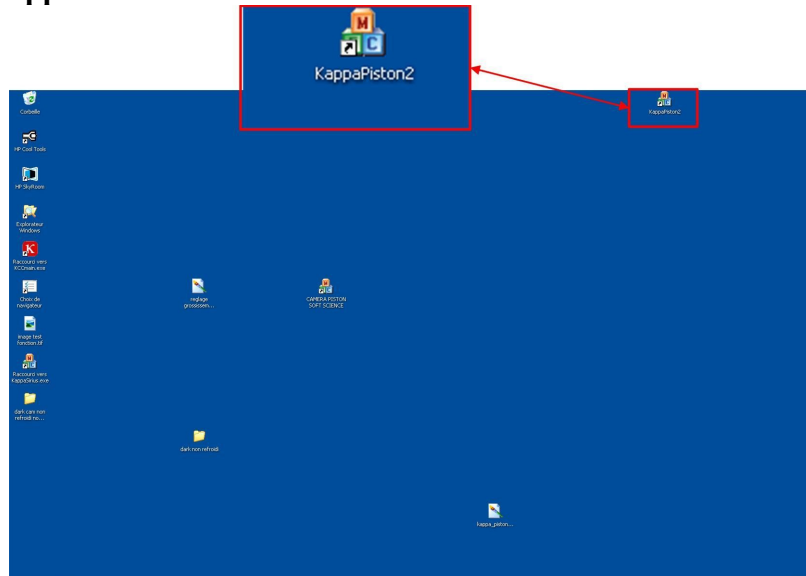 KappaPiston2
KappaPiston2
Corbeille
HP Cool Tools
HP SkyRoom
Explorateur
Windows
Raccourci vers
KCCmain.exe
Choix de
navigateur
image test
fonction.tif
Raccourci vers
KappaSirius.exe
dark cam non
refroidi no...
reglage
grossissem...
CAMERA PISTON
SOFT SCIENCE
dark non refroidi
kappa_piston...